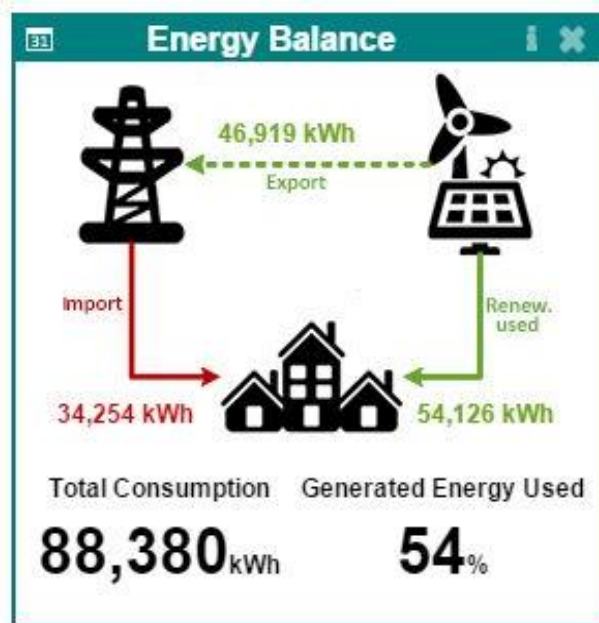 31
Energy Balance
46,919 kWh
Export
Import
Renew.
used
34,254 kWh
54,126 kWh
Total Consumption
Generated Energy Used
88,380kWh
54%